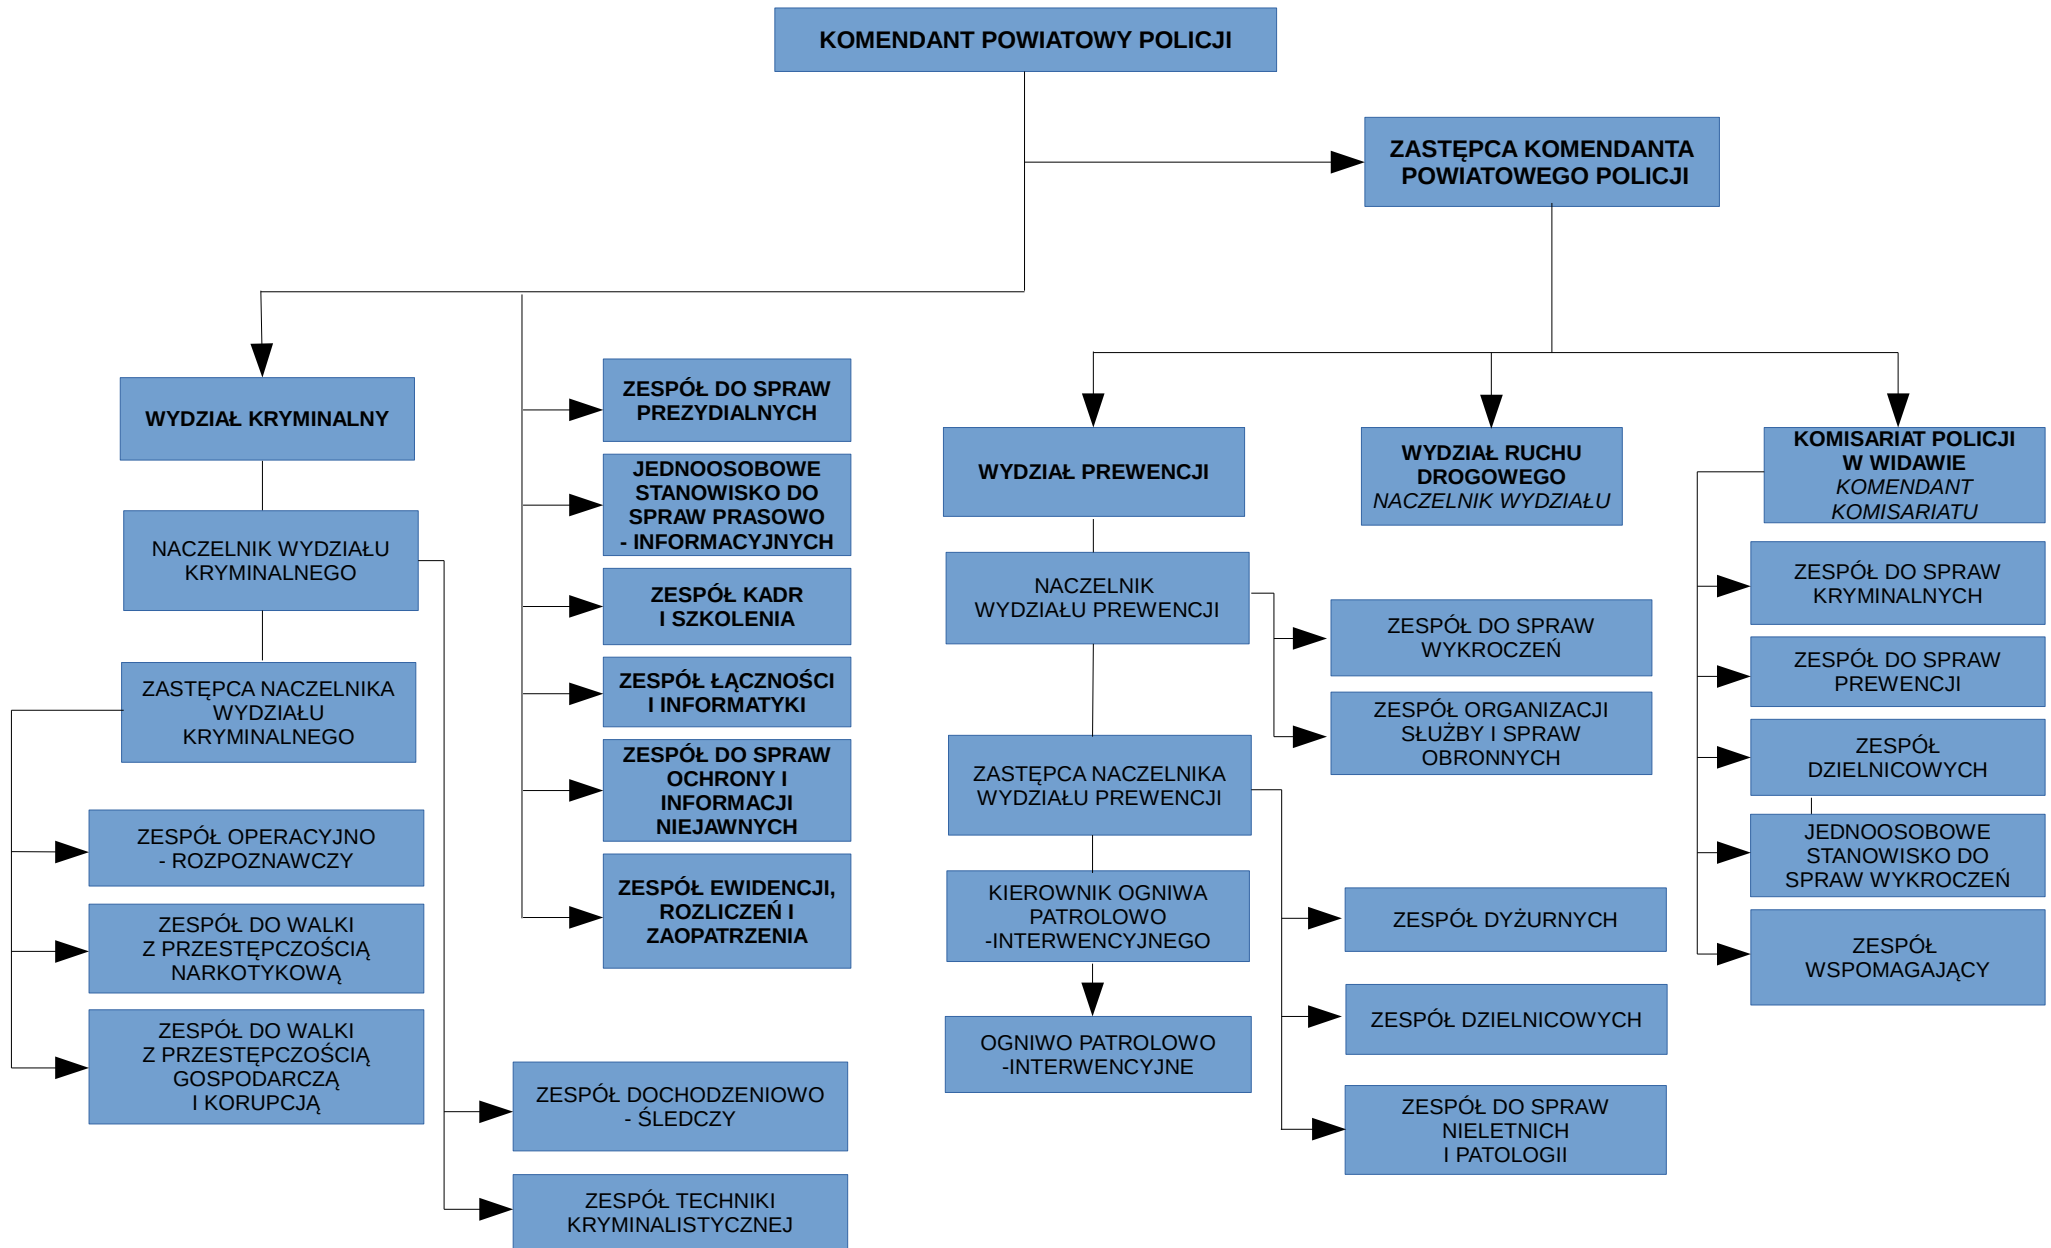 KOMENDANT POWIATOWY POLICJI
ZASTĘPCA KOMENDANTA
POWIATOWEGO POLICJI
WYDZIAŁ KRYMINALNY
NACZELNIK WYDZIAŁU
KRYMINALNEGO
ZASTĘPCA NACZELNIKA
WYDZIAŁU
KRYMINALNEGO
ZESPÓŁ OPERACYJNO
- ROZPOZNAWCZY
ZESPÓŁ DO WALKI
Z PRZESTĘPCZOŚCIĄ
NARKOTYKOWĄ
ZESPÓŁ DO WALKI
Z PRZESTĘPCZOŚCIĄ
GOSPODARCZĄ
I KORUPCJĄ
ZESPÓŁ DOCHODZENIOWO
- ŚLEDCZY
ZESPÓŁ TECHNIKI
KRYMINALISTYCZNEJ
ZESPÓŁ DO SPRAW
PREZYDIALNYCH
JEDNOOSOBOWE
STANOWISKO DO
SPRAW PRASOWO
- INFORMACYJNYCH
ZESPÓŁ KADR
I SZKOLENIA
ZESPÓŁ ŁĄCZNOŚCI
I INFORMATYKI
ZESPÓŁ DO SPRAW
OCHRONY I
INFORMACJI
NIEJAWNYCH
ZESPÓŁ EWIDENCJI,
ROZLICZEŃ I
ZAOPATRZENIA
WYDZIAŁ PREWENCJI
NACZELNIK
WYDZIAŁU PREWENCJI
ZASTĘPCA NACZELNIKA
WYDZIAŁU PREWENCJI
KIEROWNIK OGNIWA
PATROLOWO
-INTERWENCYJNEGO
OGNIWO PATROLOWO
-INTERWENCYJNE
WYDZIAŁ RUCHU
DROGOWEGO
NACZELNIK WYDZIAŁU
ZESPÓŁ DO SPRAW
WYKROCZEŃ
ZESPÓŁ ORGANIZACJI
SŁUŻBY I SPRAW
OBRONNYCH
ZESPÓŁ DYŻURNYCH
ZESPÓŁ DZIELNICOWYCH
ZESPÓŁ DO SPRAW
NIELETNICH
I PATOLOGII
KOMISARIAT POLICJI
W WIDAWIE
KOMENDANT
KOMISARIATU
ZESPÓŁ DO SPRAW
KRYMINALNYCH
ZESPÓŁ DO SPRAW
PREWENCJI
ZESPÓŁ
DZIELNICOWYCH
JEDNOOSOBOWE
STANOWISKO DO
SPRAW WYKROCZEŃ
ZESPÓŁ
WSPOMAGAJĄCY